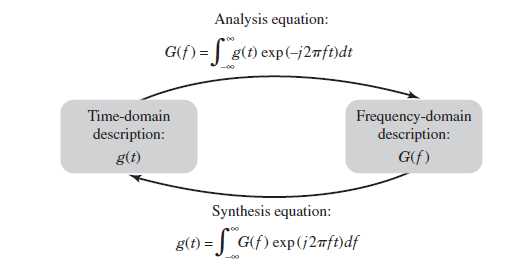 Analysis equation:
G(f) = ∫_{-∞}^{∞} g(t) exp(–j2πft)dt
Time-domain
description:
g(t)
Frequency-domain
description:
G(f)
Synthesis equation:
g(t) = ∫_{-∞}^{∞} G(f) exp(j2πft)df